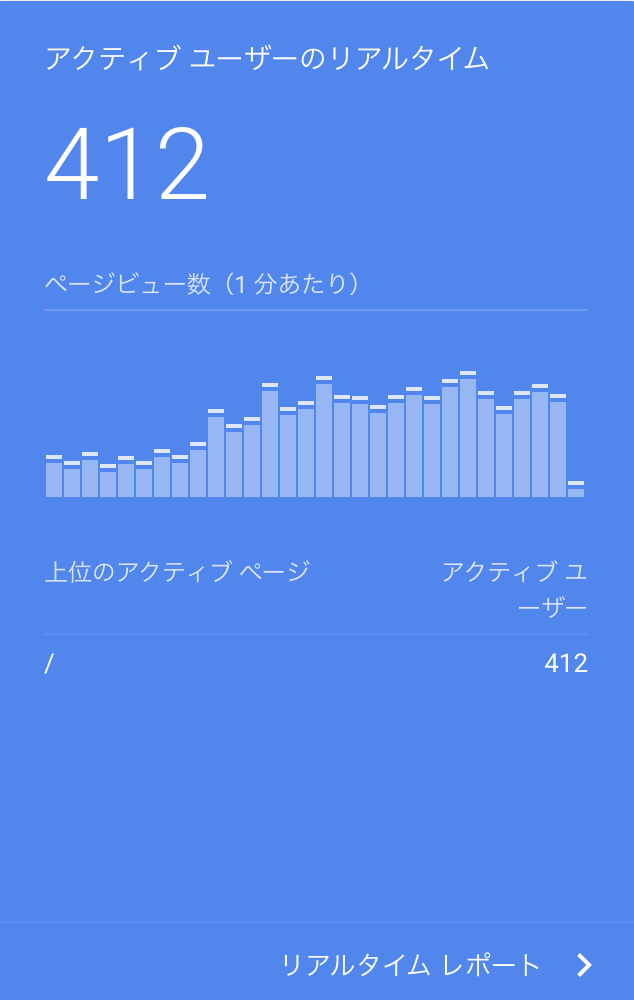 アクティブ ユーザーのリアルタイム
412
ページビュー数（1 分あたり）
上位のアクティブ ページ
アクティブ ユ
ーザー
/
412
リアルタイム レポート